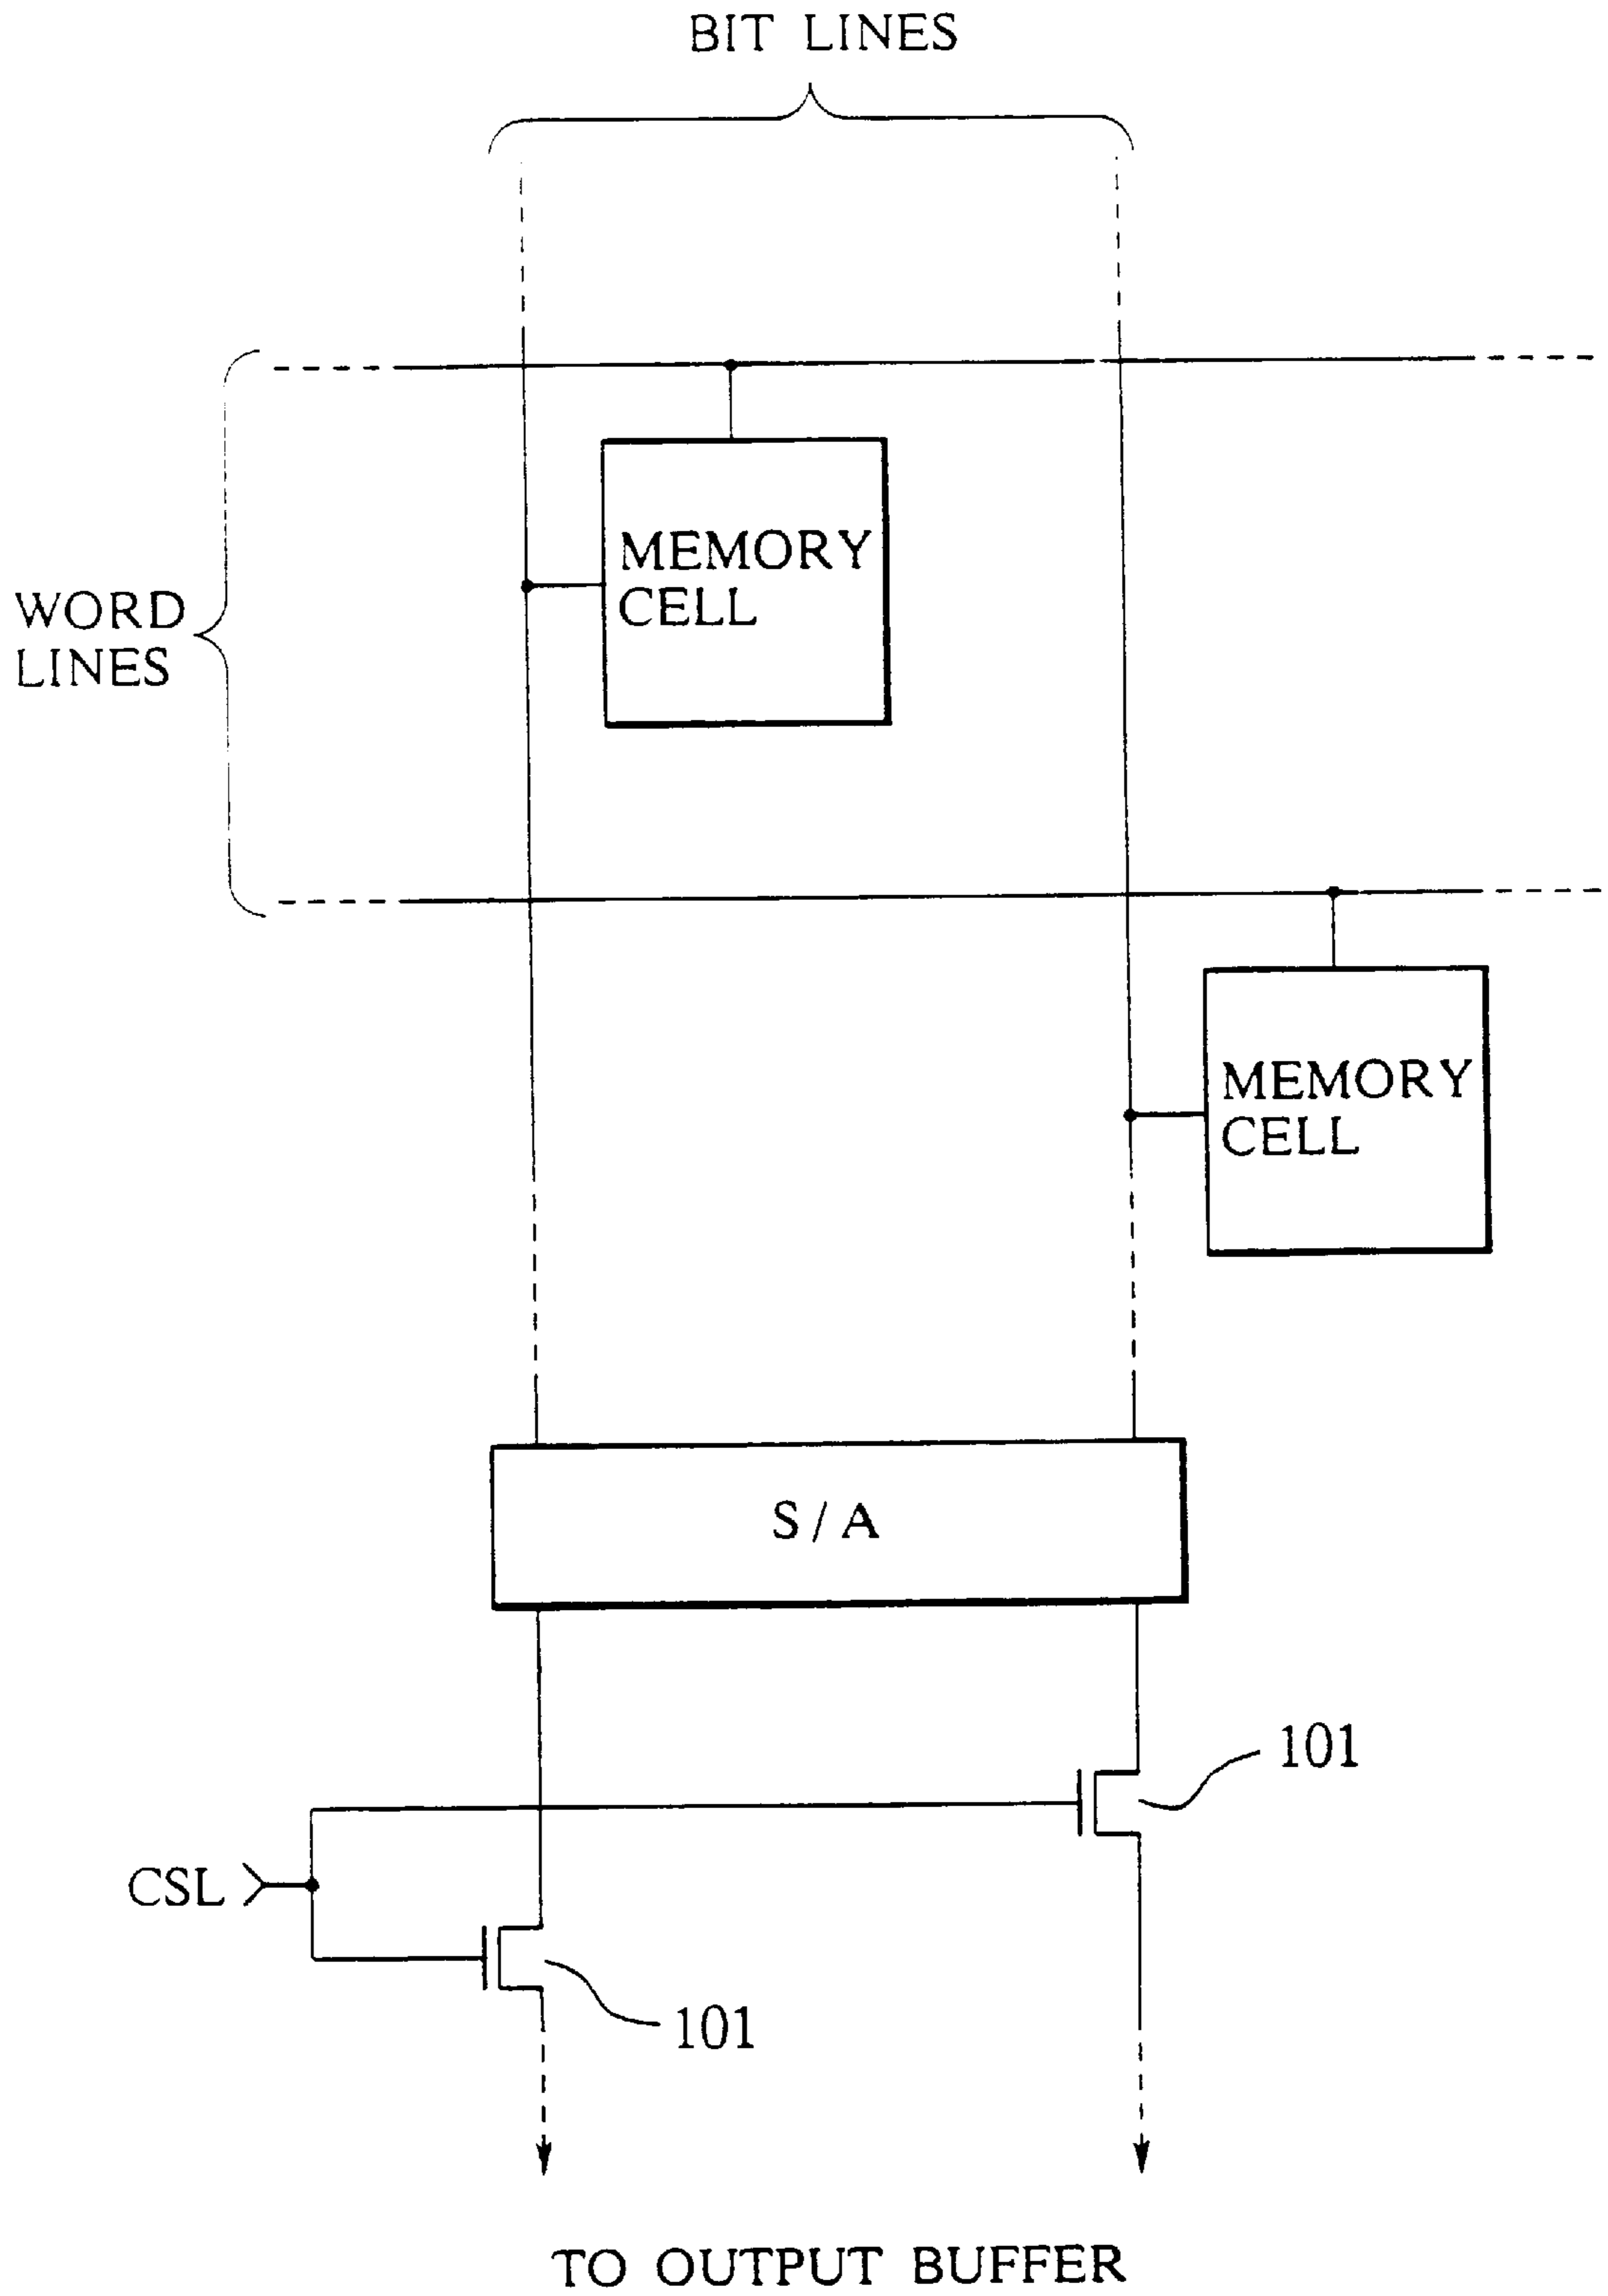 BIT LINES
MEMORY
CELL
WORD
LINES
MEMORY
CELL
S/A
101
CSL
101
TO OUTPUT BUFFER